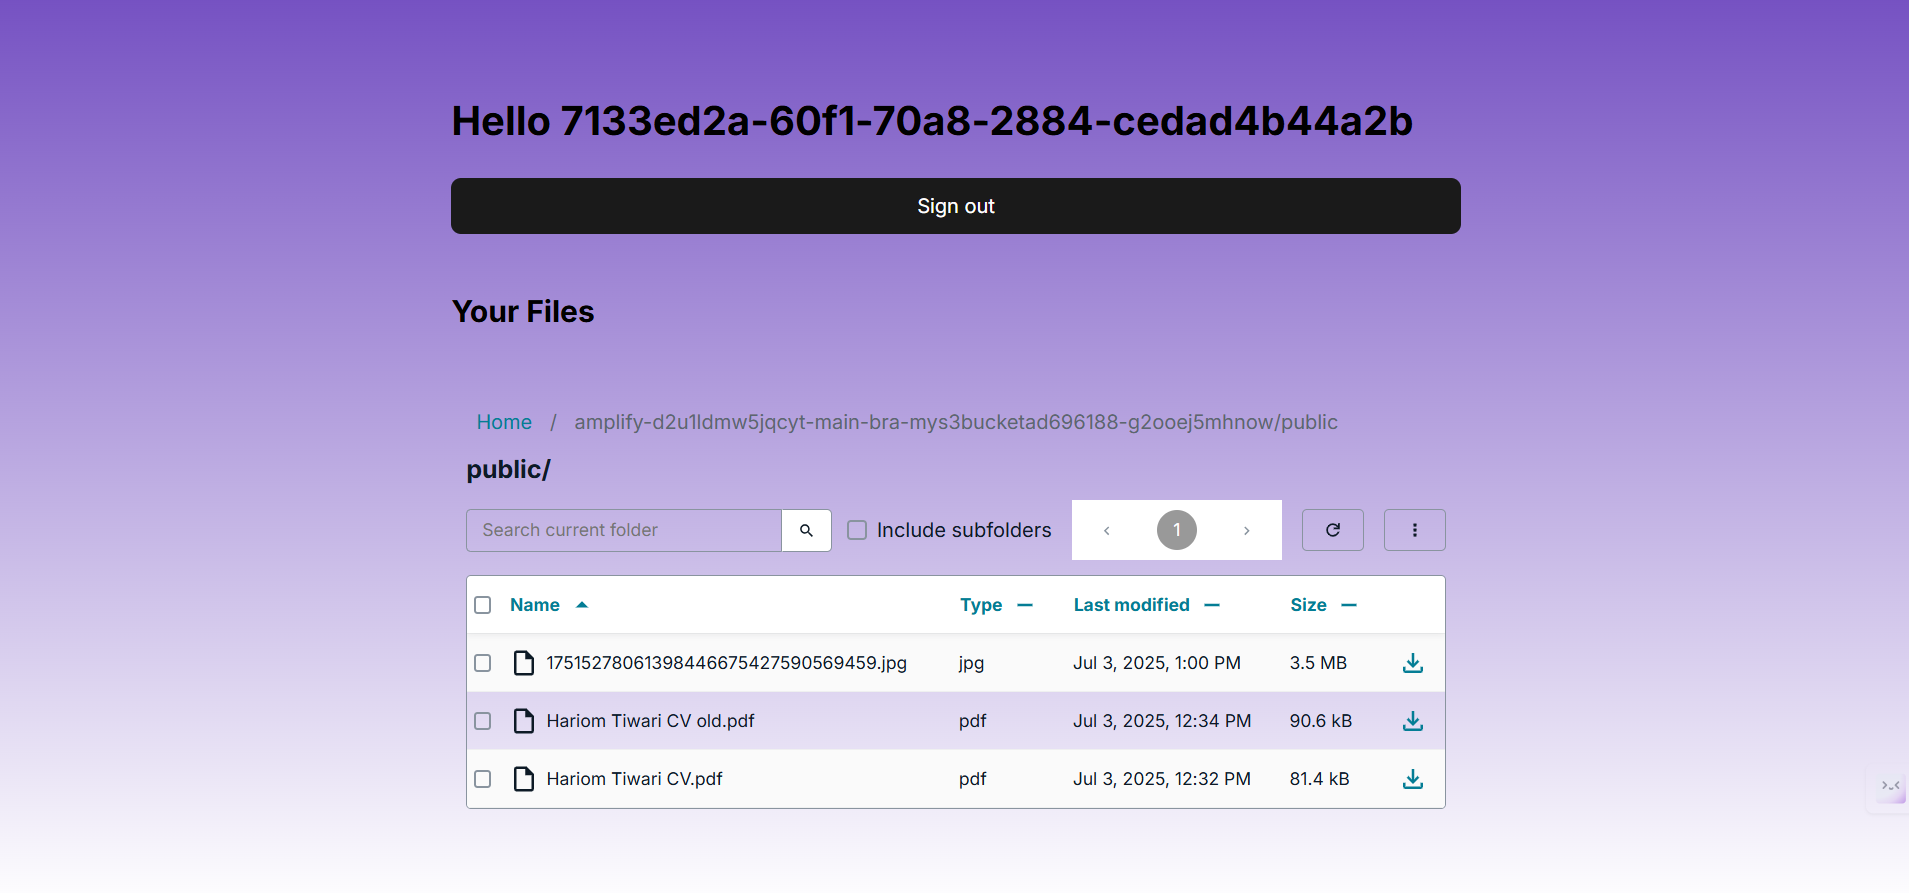 Hello 7133ed2a-60f1-70a8-2884-cedad4b44a2b
Sign out
Your Files
Home / amplify-d2u1ldmw5jqcyt-main-bra-mys3bucketad696188-g2ooej5mhnow/public
public/
Search current folder Include subfolders 1
Name Type Last modified Size
17515278061398446675427590569459.jpg jpg Jul 3, 2025, 1:00 PM 3.5 MB
Hariom Tiwari CV old.pdf pdf Jul 3, 2025, 12:34 PM 90.6 kB
Hariom Tiwari CV.pdf pdf Jul 3, 2025, 12:32 PM 81.4 kB